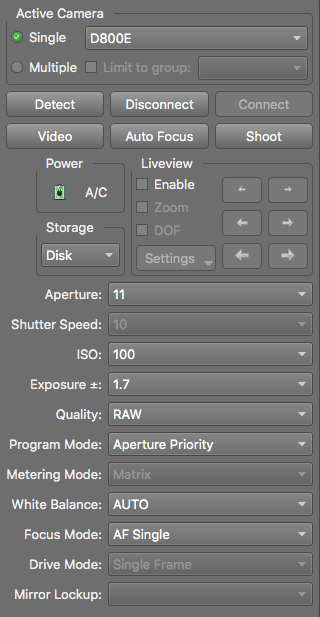 Active Camera
Single D800E
Multiple Limit to group:
Detect Disconnect Connect
Video Auto Focus Shoot
Power Liveview
A/C Enable
Zoom
Storage DOF
Disk Settings
Aperture: 11
Shutter Speed: 10
ISO: 100
Exposure ±: 1.7
Quality: RAW
Program Mode: Aperture Priority
Metering Mode: Matrix
White Balance: AUTO
Focus Mode: AF Single
Drive Mode: Single Frame
Mirror Lockup: